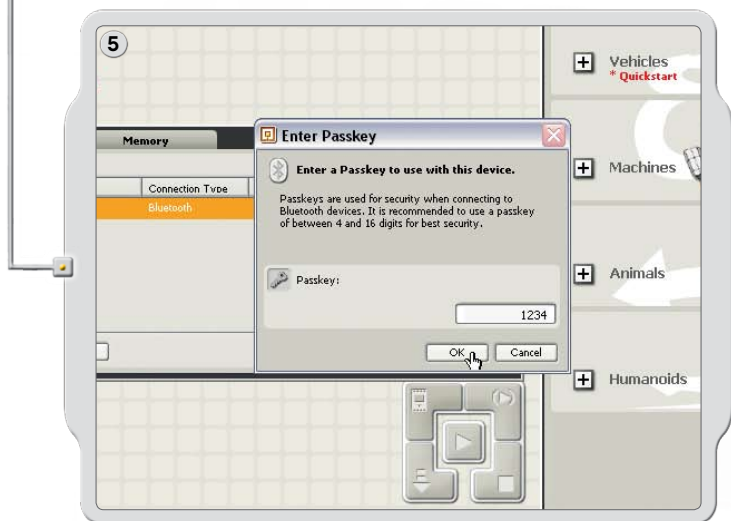 5
Vehicles
* Quickstart
Memory
Enter Passkey
Enter a Passkey to use with this device.
Machines
Connection Type
Passkeys are used for security when connecting to
Bluetooth devices. It is recommended to use a passkey
of between 4 and 16 digits for best security.
Bluetooth
Animals
Passkey:
1234
OK
Cancel
Humanoids